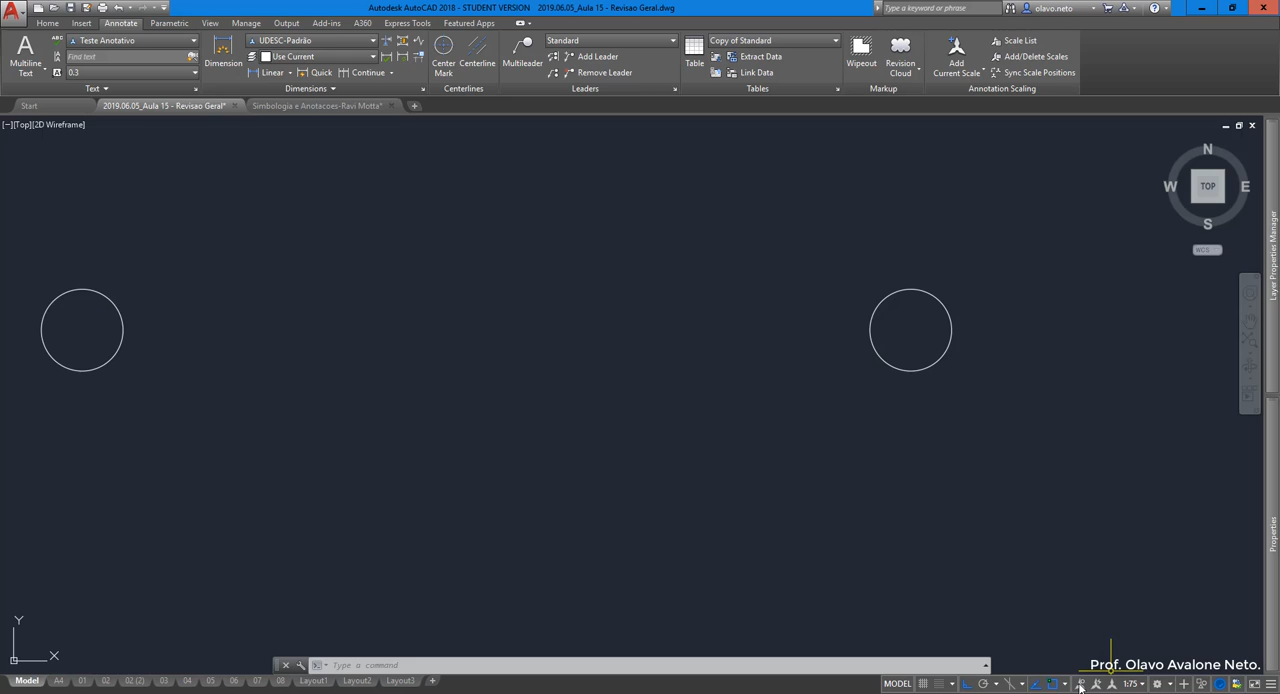 Autodesk AutoCAD 2018 - STUDENT VERSION 2019.06.05_Aula 15 - Revisao Geral.dwg
Type a keyword or phrase
olavo.neto
Home Insert Annotate Parametric View Manage Output Add-ins A360 Express Tools Featured Apps
Teste Anotativo UDESC-Padrão Standard Copy of Standard Scale List
Find text Use Current Add Leader Extract Data Add/Delete Scales
0.3 Linear Quick Continue Remove Leader Link Data Sync Scale Positions
Multiline Text
Dimension
Center Mark
Centerline
Multileader
Table
Wipeout
Revision Cloud
Add Current Scale
Text Dimensions Centerlines Leaders Tables Markup Annotation Scaling
Start 2019.06.05_Aula 15 - Revisao Geral* Simbologia e Anotacoes-Ravi Motta*
[−][Top][2D Wireframe]
N
W TOP E
S
WCS
Layer Properties Manager
Properties
Y
X
Type a command
Prof. Olavo Avalone Neto.
Model A4 01 02 02 (2) 03 04 05 06 07 08 Layout1 Layout2 Layout3
MODEL 1:75